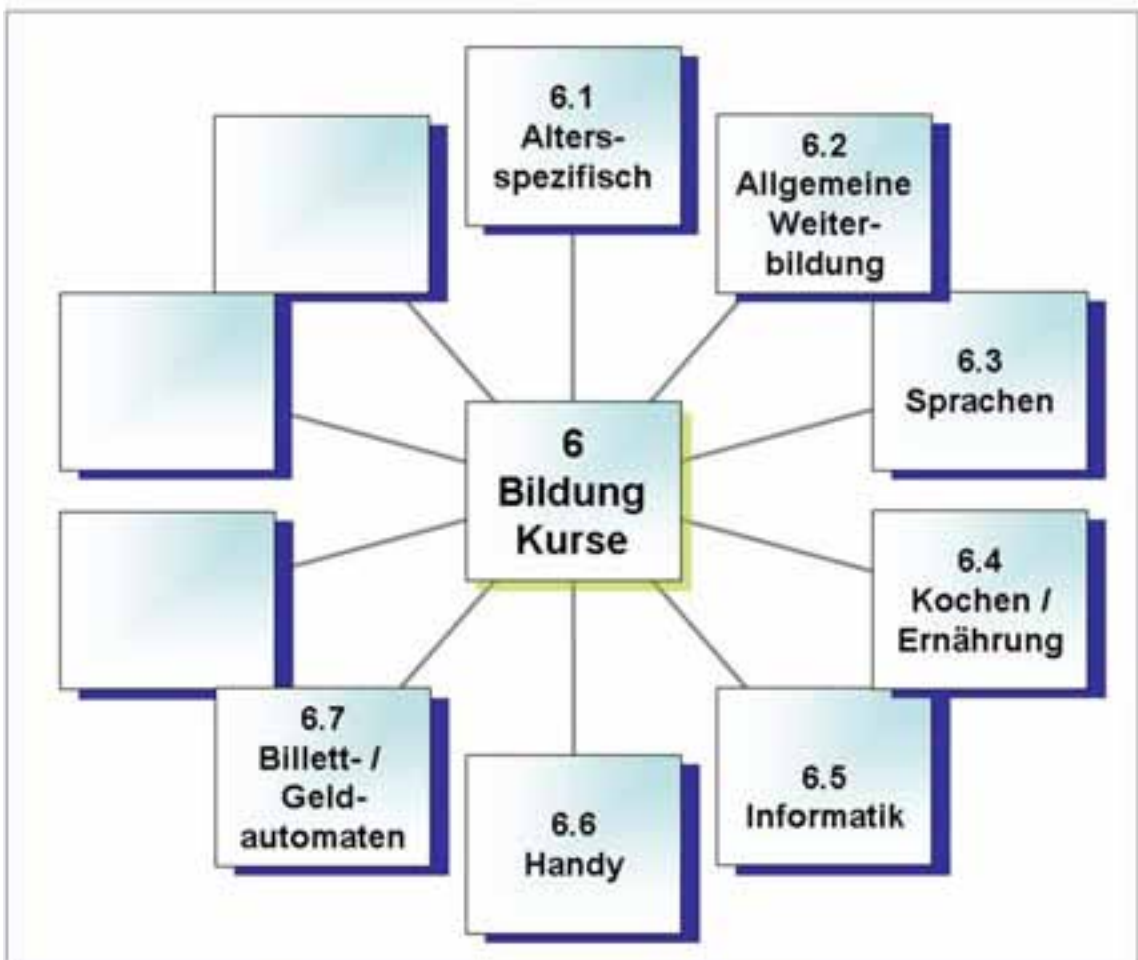 6.1
Alters-
spezifisch
6.2
Allgemeine
Weiter-
bildung
6.3
Sprachen
6
Bildung
Kurse
6.4
Kochen /
Ernährung
6.5
Informatik
6.6
Handy
6.7
Billett- /
Geld-
automaten